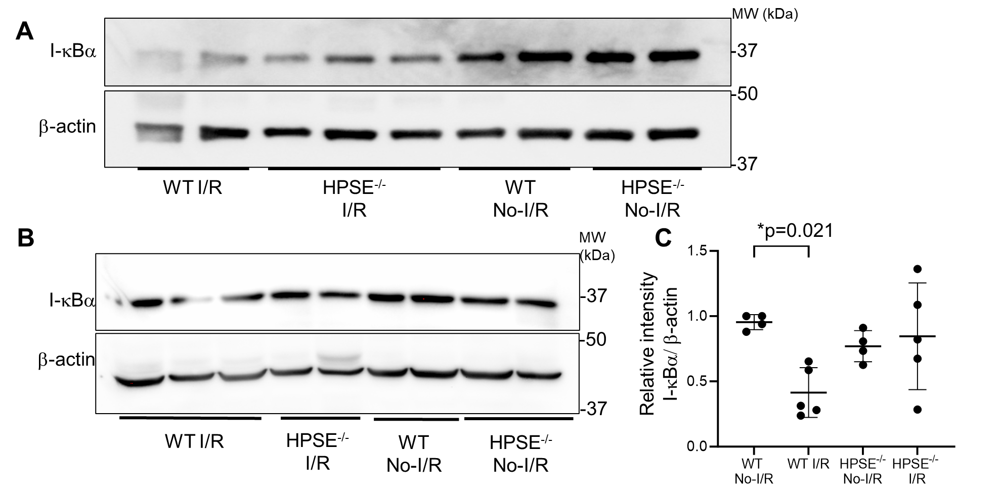 A
MW (kDa)
I-κBα
-37
-50
β-actin
-37
WT I/R
HPSE-/-
I/R
WT
No-I/R
HPSE-/-
No-I/R
B
MW
(kDa)
I-κBα
-37
-50
β-actin
-37
WT I/R
HPSE-/-
I/R
WT
No-I/R
HPSE-/-
No-I/R
C
*p=0.021
Relative intensity
I-κBα/ β-actin
1.5
1.0
0.5
0.0
WT
No-I/R
WT I/R
HPSE-/-
No-I/R
HPSE-/-
I/R